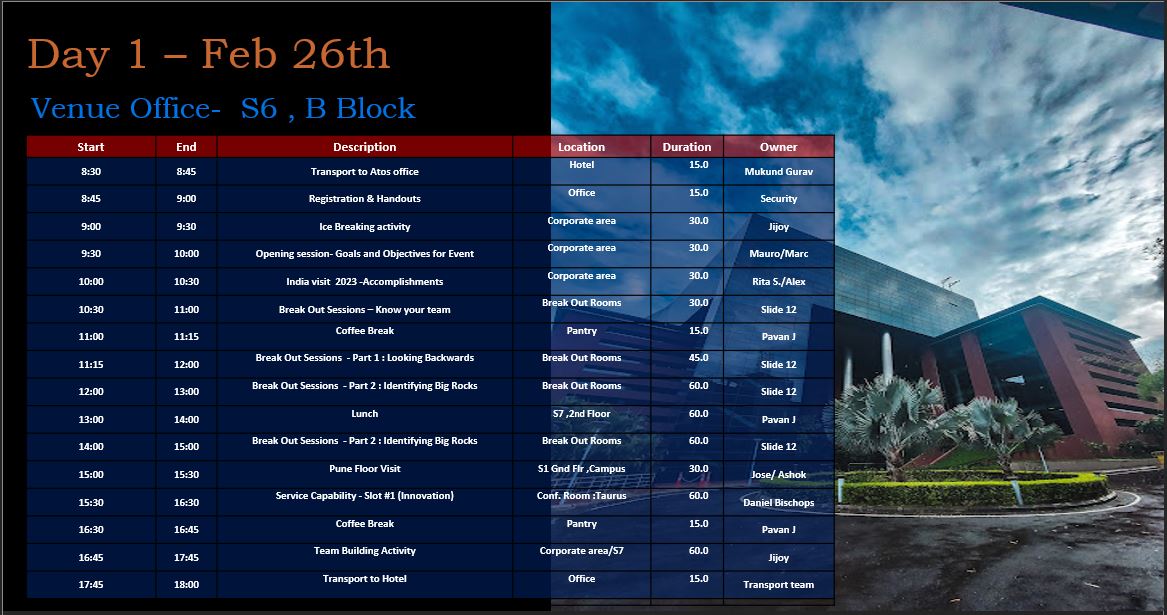 Day 1 – Feb 26th
Venue Office-  S6 , B Block
Start End Description Location Duration Owner
8:30 8:45 Transport to Atos office Hotel 15.0 Mukund Gurav
8:45 9:00 Registration & Handouts Office 15.0 Security
9:00 9:30 Ice Breaking activity Corporate area 30.0 Jijoy
9:30 10:00 Opening session- Goals and Objectives for Event Corporate area 30.0 Mauro/Marc
10:00 10:30 India visit  2023 -Accomplishments Corporate area 30.0 Rita S./Alex
10:30 11:00 Break Out Sessions – Know your team Break Out Rooms 30.0 Slide 12
11:00 11:15 Coffee Break Pantry 15.0 Pavan J
11:15 12:00 Break Out Sessions  - Part 1 : Looking Backwards Break Out Rooms 45.0 Slide 12
12:00 13:00 Break Out Sessions  - Part 2 : Identifying Big Rocks Break Out Rooms 60.0 Slide 12
13:00 14:00 Lunch S7 ,2nd Floor 60.0 Pavan J
14:00 15:00 Break Out Sessions  - Part 2 : Identifying Big Rocks Break Out Rooms 60.0 Slide 12
15:00 15:30 Pune Floor Visit S1 Gnd Flr ,Campus 30.0 Jose/ Ashok
15:30 16:30 Service Capability - Slot #1 (Innovation) Conf. Room :Taurus 60.0 Daniel Bischops
16:30 16:45 Coffee Break Pantry 15.0 Pavan J
16:45 17:45 Team Building Activity Corporate area/S7 60.0 Jijoy
17:45 18:00 Transport to Hotel Office 15.0 Transport team